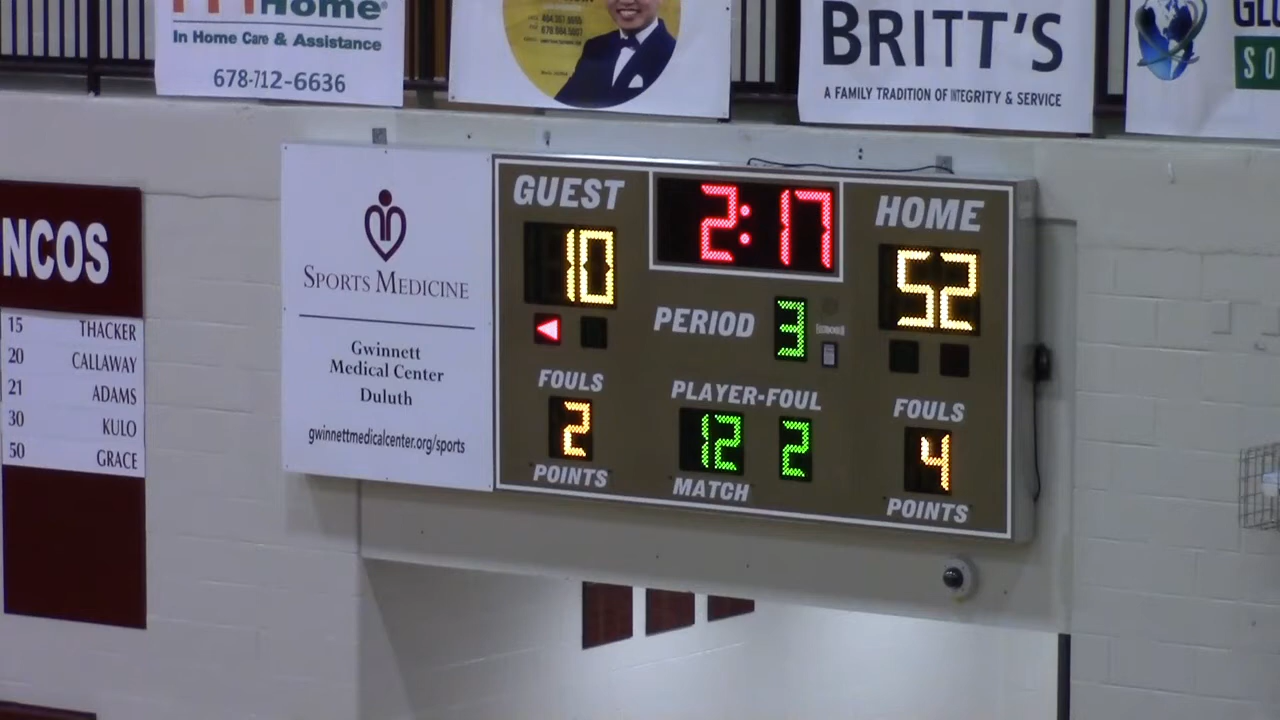 Home
In Home Care & Assistance
678-712-6636
BRITT'S
A FAMILY TRADITION OF INTEGRITY & SERVICE
NCOS
15 THACKER
20 CALLAWAY
21 ADAMS
30 KULO
50 GRACE
SPORTS MEDICINE
Gwinnett
Medical Center
Duluth
gwinnettmedicalcenter.org/sports
GUEST 2:17 HOME
10 52
PERIOD 3
FOULS PLAYER-FOUL FOULS
2 12 2 4
POINTS MATCH POINTS